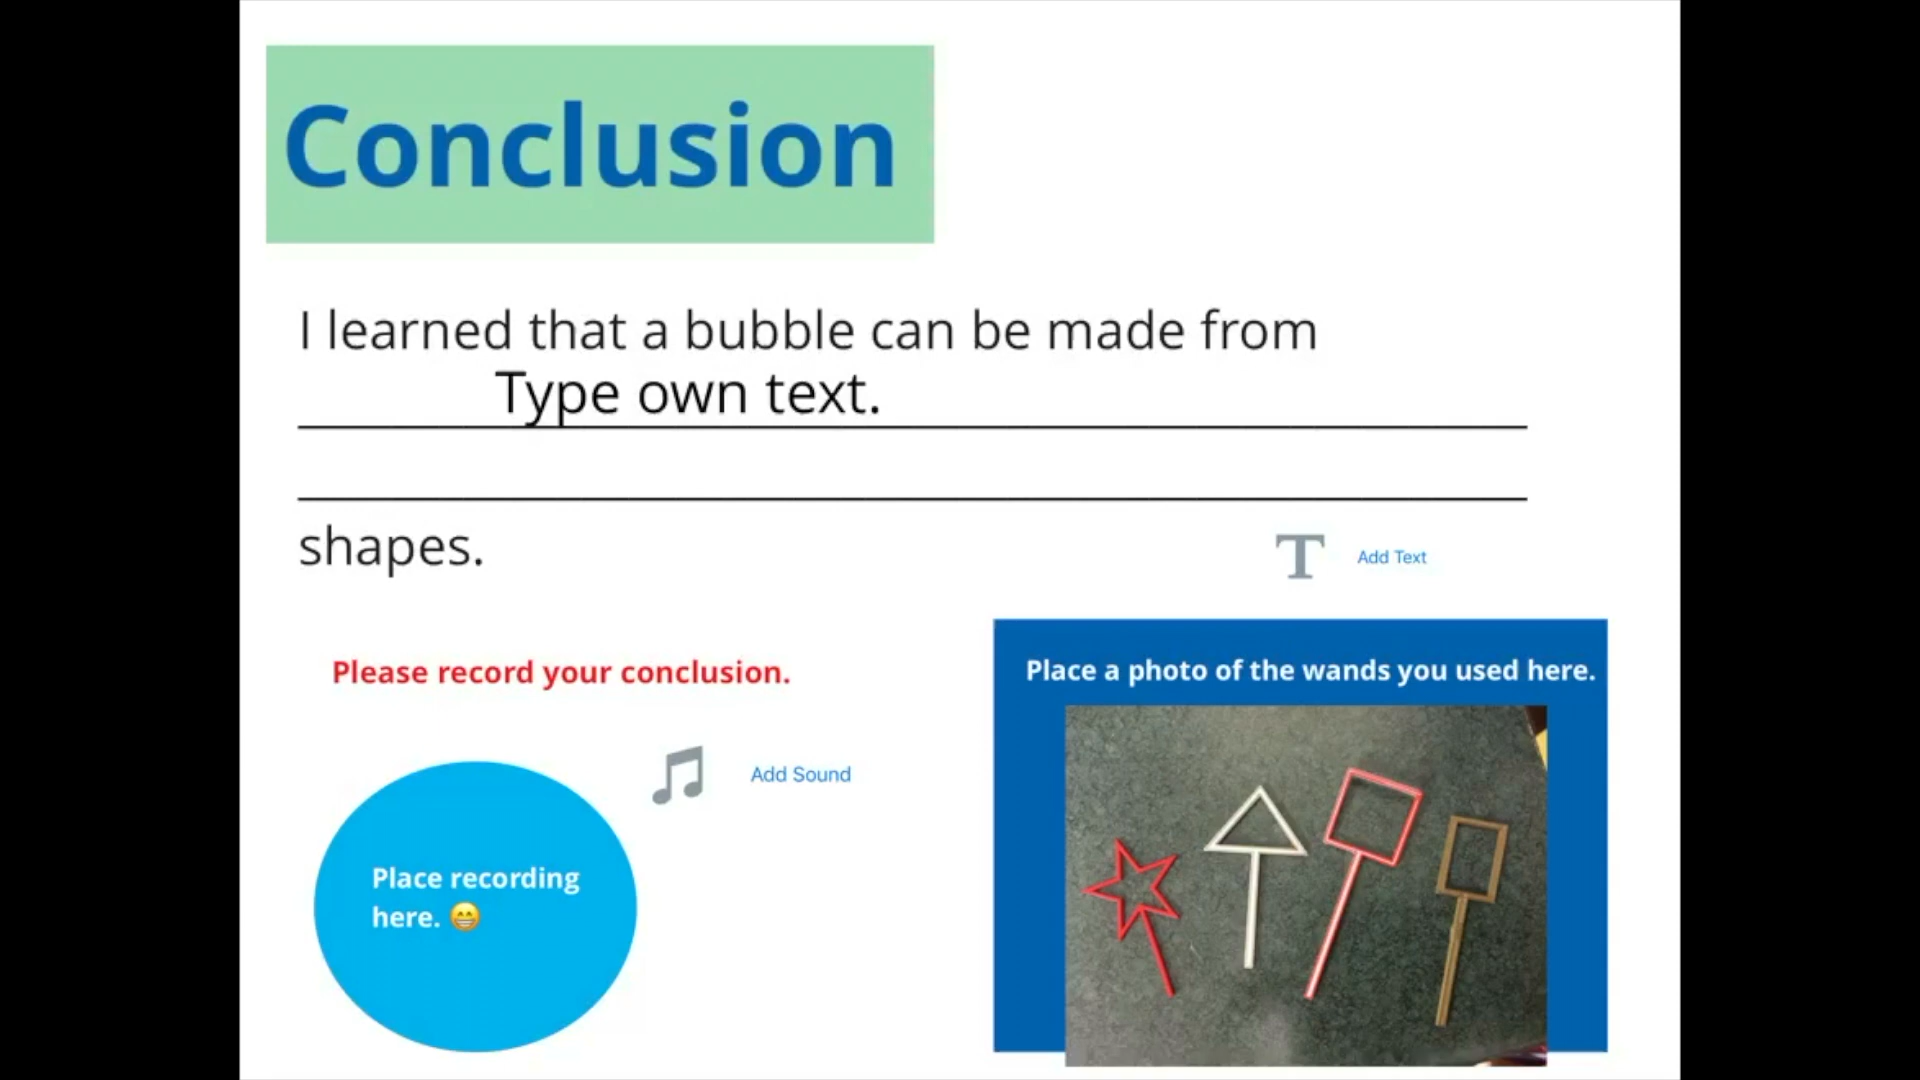 Conclusion
I learned that a bubble can be made from
Type own text.
shapes.
Add Text
Please record your conclusion.
Add Sound
Place recording
here. 😁
Place a photo of the wands you used here.